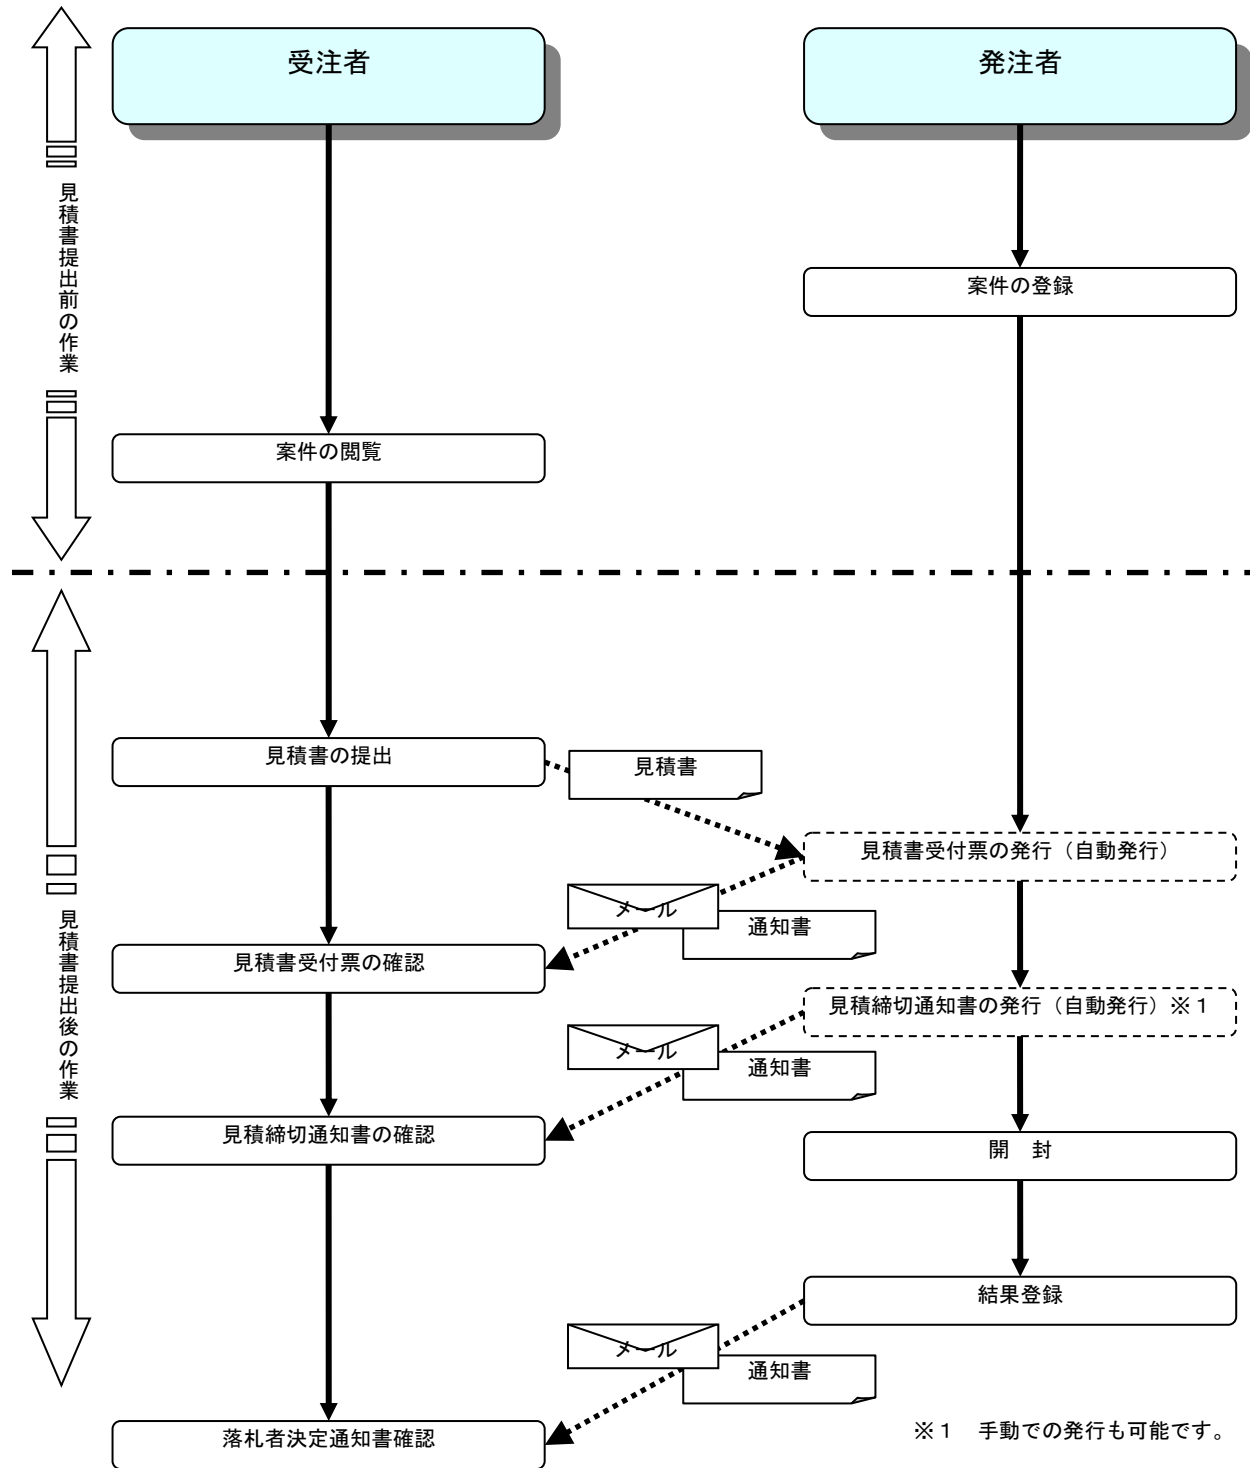 受注者
発注者
見積書提出前の作業
案件の登録
案件の閲覧
見積書提出後の作業
見積書の提出
見積書
見積書受付票の発行（自動発行）
メール
通知書
見積書受付票の確認
見積締切通知書の発行（自動発行）※１
メール
通知書
見積締切通知書の確認
開　封
結果登録
メール
通知書
落札者決定通知書確認
※１　手動での発行も可能です。